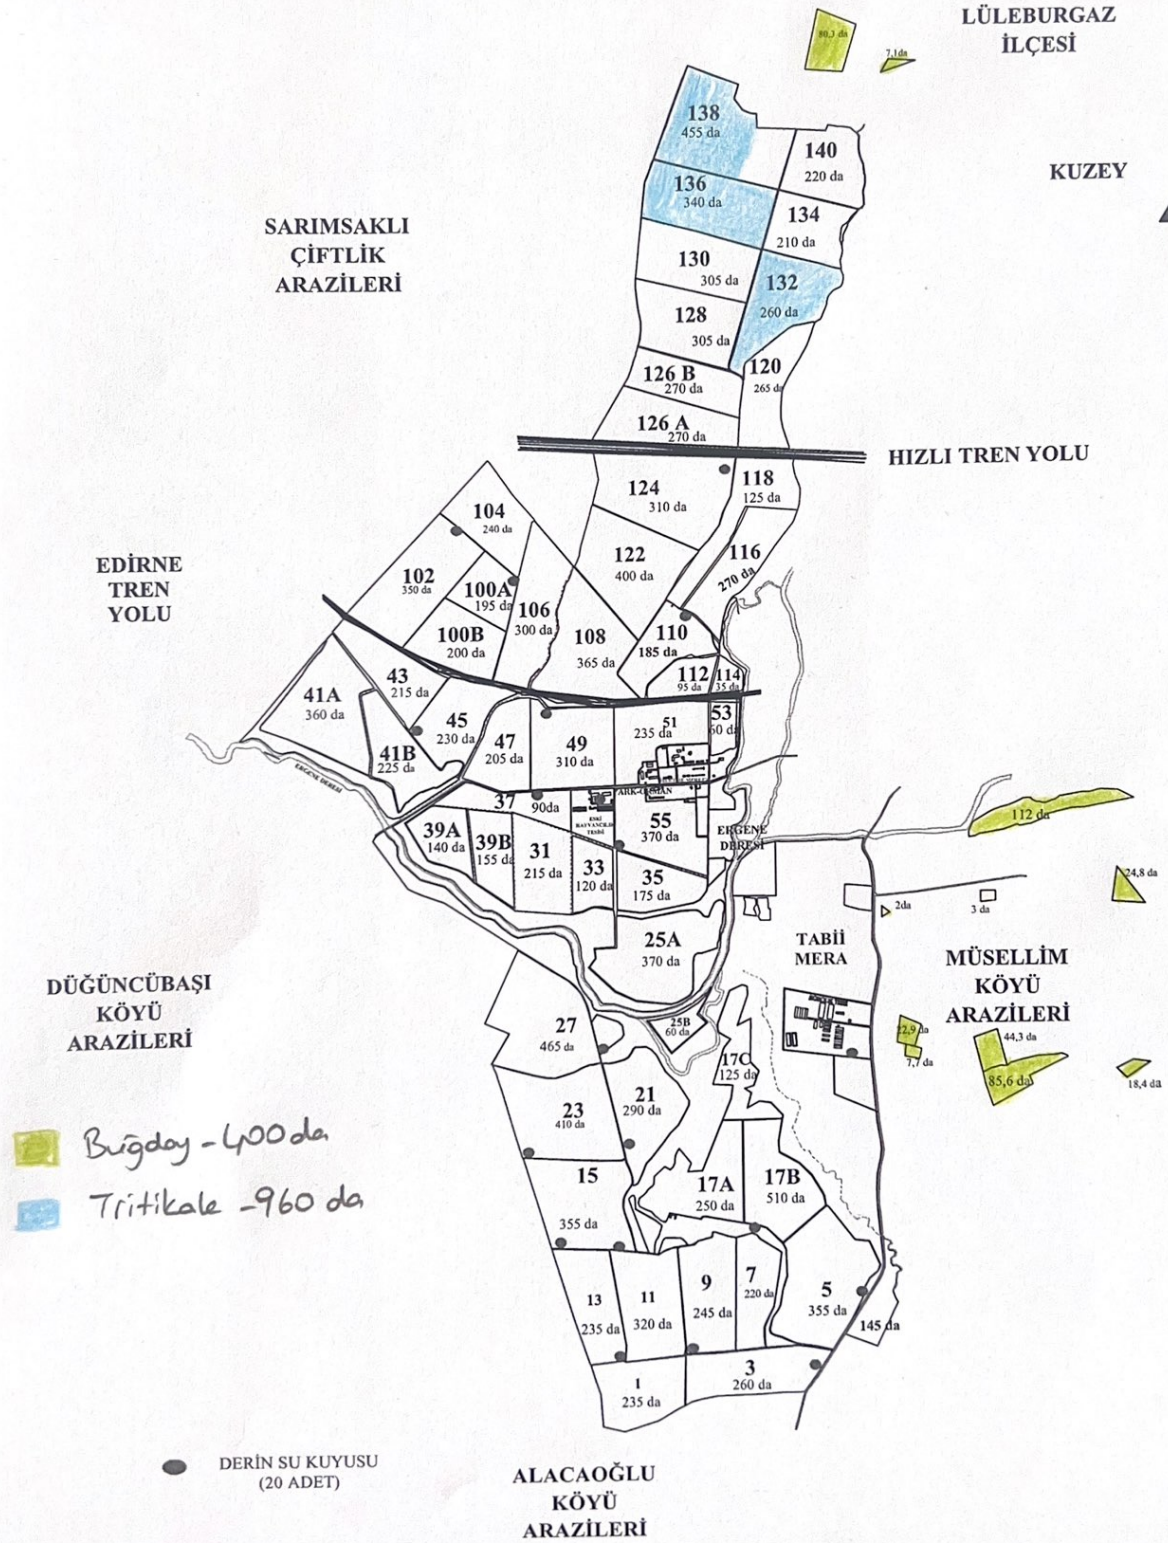 LÜLEBURGAZ
İLÇESİ
80,3 da
7,1da
138
455 da
140
220 da
KUZEY
136
340 da
134
210 da
SARIMSAKLI
ÇİFTLİK
ARAZİLERİ
130
305 da
132
260 da
128
305 da
120
265 da
126 B
270 da
126 A
270 da
HIZLI TREN YOLU
124
310 da
118
125 da
104
240 da
EDİRNE
TREN
YOLU
122
400 da
116
270 da
102
350 da
100A
195 da
106
300 da
100B
200 da
108
365 da
110
185 da
112
95 da
114
35 da
43
215 da
41A
360 da
45
230 da
41B
225 da
47
205 da
49
310 da
51
235 da
53
60 da
ERGENE DERESİ
37
90da
ESKİ
HAYVANCILIK
TESİSİ
55
370 da
ERGENE
DERESİ
112 da
39A
140 da
39B
155 da
31
215 da
33
120 da
35
175 da
24,8 da
2da
3 da
25A
370 da
TABİİ
MERA
MÜSELLİM
KÖYÜ
ARAZİLERİ
DÜĞÜNCÜBAŞI
KÖYÜ
ARAZİLERİ
27
465 da
25B
60 da
17C
125 da
22,9 da
7,7 da
44,3 da
85,6 da
18,4 da
23
410 da
21
290 da
Buğday - 400 da
Tritikale - 960 da
15
355 da
17A
250 da
17B
510 da
13
235 da
11
320 da
9
245 da
7
220 da
5
355 da
145 da
1
235 da
3
260 da
DERİN SU KUYUSU
(20 ADET)
ALACAOĞLU
KÖYÜ
ARAZİLERİ